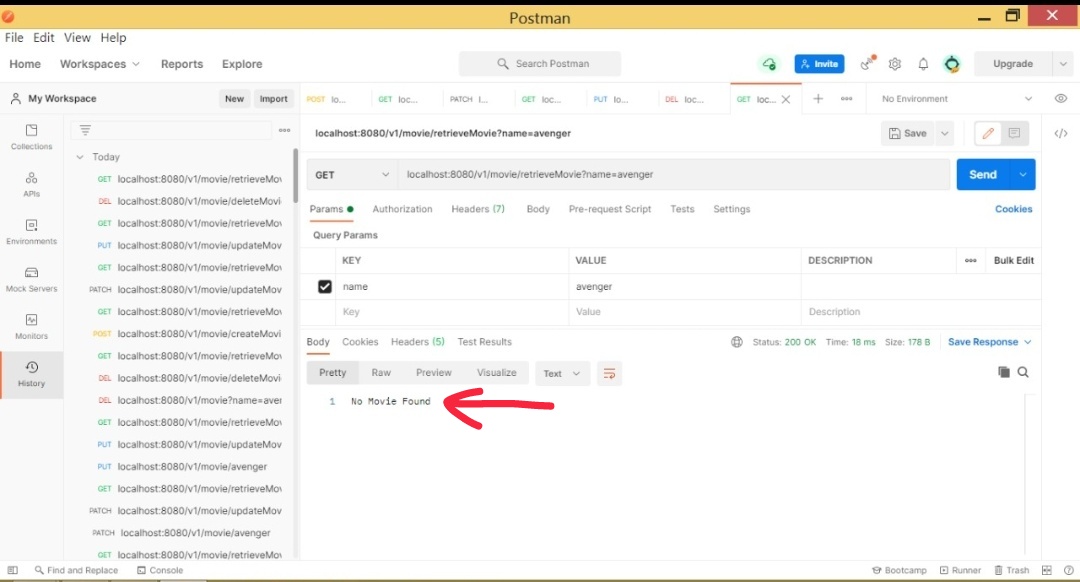 Postman
File Edit View Help
Home Workspaces Reports Explore Search Postman Invite Upgrade
My Workspace New Import POST lo... GET loc... PATCH l... GET loc... PUT lo... DEL loc... GET loc... No Environment
Collections
APIs
Environments
Mock Servers
Monitors
History
Today
GET localhost:8080/v1/movie/retrieveMov
DEL localhost:8080/v1/movie/deleteMovi
GET localhost:8080/v1/movie/retrieveMov
PUT localhost:8080/v1/movie/updateMov
GET localhost:8080/v1/movie/retrieveMov
PATCH localhost:8080/v1/movie/updateMov
GET localhost:8080/v1/movie/retrieveMov
POST localhost:8080/v1/movie/createMovi
GET localhost:8080/v1/movie/retrieveMov
DEL localhost:8080/v1/movie/deleteMovi
DEL localhost:8080/v1/movie?name=aver
GET localhost:8080/v1/movie/retrieveMov
PUT localhost:8080/v1/movie/updateMov
PUT localhost:8080/v1/movie/avenger
GET localhost:8080/v1/movie/retrieveMov
PATCH localhost:8080/v1/movie/updateMov
PATCH localhost:8080/v1/movie/avenger
GET localhost:8080/v1/movie/retrieveMov
localhost:8080/v1/movie/retrieveMovie?name=avenger Save
GET localhost:8080/v1/movie/retrieveMovie?name=avenger Send
Params Authorization Headers (7) Body Pre-request Script Tests Settings Cookies
Query Params
KEY VALUE DESCRIPTION Bulk Edit
name avenger
Key Value Description
Body Cookies Headers (5) Test Results Status: 200 OK Time: 18 ms Size: 178 B Save Response
Pretty Raw Preview Visualize Text
1 No Movie Found
Find and Replace Console Bootcamp Runner Trash